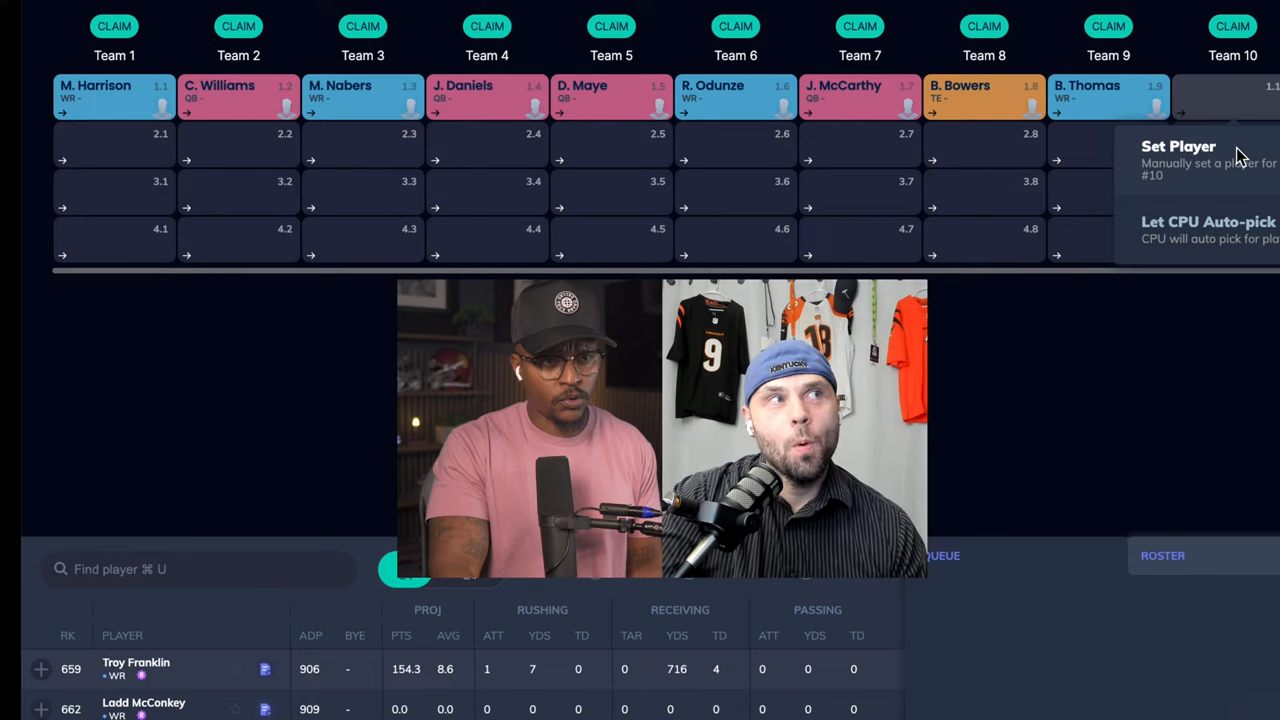 CLAIM CLAIM CLAIM CLAIM CLAIM CLAIM CLAIM CLAIM CLAIM CLAIM
Team 1 Team 2 Team 3 Team 4 Team 5 Team 6 Team 7 Team 8 Team 9 Team 10
M. Harrison 1.1 C. Williams 1.2 M. Nabers 1.3 J. Daniels 1.4 D. Maye 1.5 R. Odunze 1.6 J. McCarthy 1.7 B. Bowers 1.8 B. Thomas 1.9 1.1
WR - QB - WR - QB - QB - WR - QB - TE - WR -
2.1 2.2 2.3 2.4 2.5 2.6 2.7 2.8
3.1 3.2 3.3 3.4 3.5 3.6 3.7 3.8
4.1 4.2 4.3 4.4 4.5 4.6 4.7 4.8
Set Player
Manually set a player for
#10
Let CPU Auto-pick
CPU will auto pick for pla
9
18
KENTUCKY
Find player ⌘ U
QUEUE
ROSTER
PROJ RUSHING RECEIVING PASSING
RK PLAYER ADP BYE PTS AVG ATT YDS TD TAR YDS TD ATT YDS TD
659 Troy Franklin 906 - 154.3 8.6 1 7 0 0 716 4 0 0 0
WR R
662 Ladd McConkey 909 - 0.0 0.0 0 0 0 0 0 0 0 0 0
WR R